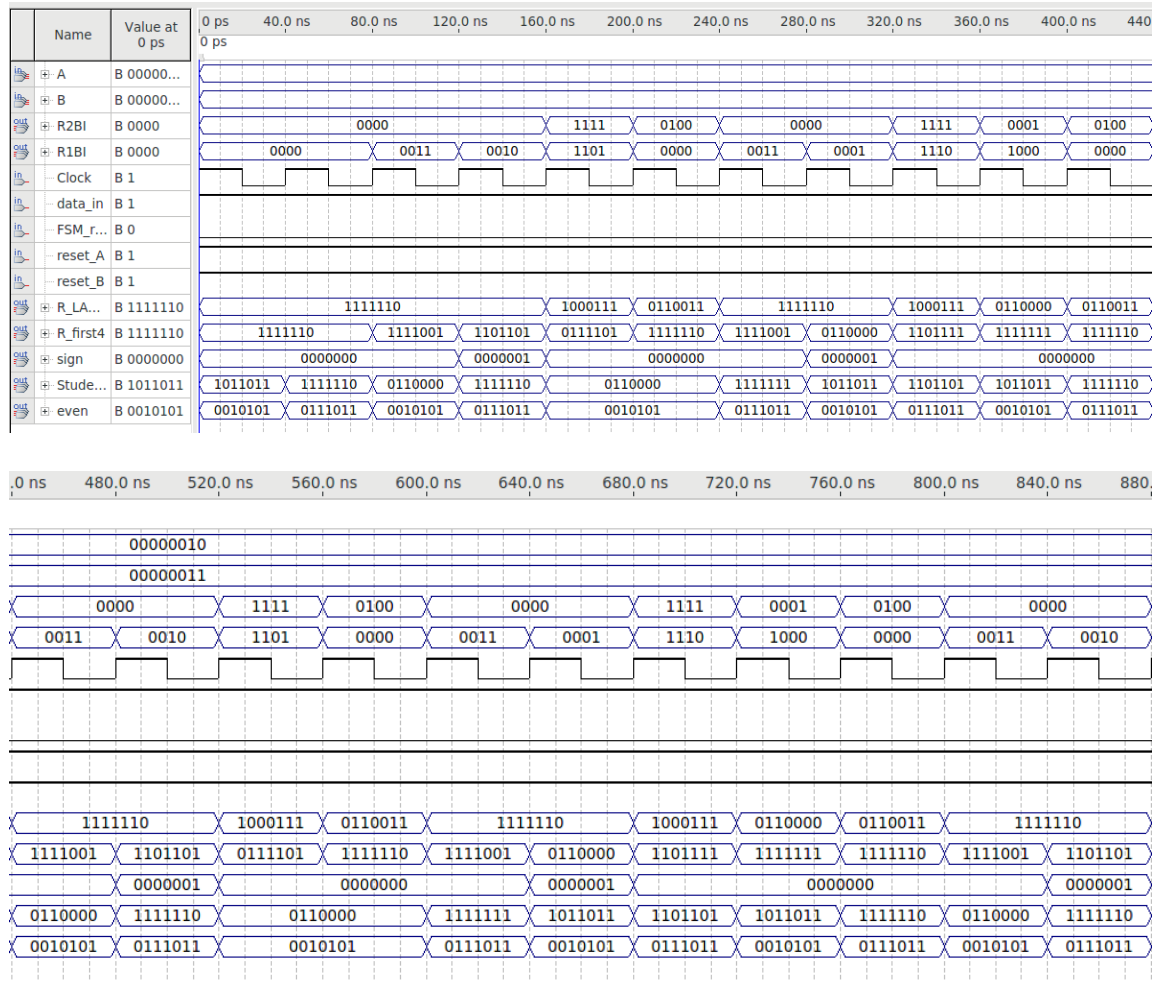 Name Value at 0 ps 0 ps 40.0 ns 80.0 ns 120.0 ns 160.0 ns 200.0 ns 240.0 ns 280.0 ns 320.0 ns 360.0 ns 400.0 ns 440
0 ps
A B 00000...
B B 00000...
R2BI B 0000 0000 1111 0100 0000 1111 0001 0100
R1BI B 0000 0000 0011 0010 1101 0000 0011 0001 1110 1000 0000
Clock B 1
data_in B 1
FSM_r... B 0
reset_A B 1
reset_B B 1
R_LA... B 1111110 1111110 1000111 0110011 1111110 1000111 0110000 0110011
R_first4 B 1111110 1111110 1111001 1101101 0111101 1111110 1111001 0110000 1101111 1111111 1111110
sign B 0000000 0000000 0000001 0000000 0000001 0000000
Stude... B 1011011 1011011 1111110 0110000 1111110 0110000 1111111 1011011 1101101 1011011 1111110
even B 0010101 0010101 0111011 0010101 0111011 0010101 0111011 0010101 0111011 0010101 0111011
.0 ns 480.0 ns 520.0 ns 560.0 ns 600.0 ns 640.0 ns 680.0 ns 720.0 ns 760.0 ns 800.0 ns 840.0 ns 880.
00000010
00000011
0000 1111 0100 0000 1111 0001 0100 0000
0011 0010 1101 0000 0011 0001 1110 1000 0000 0011 0010
1111110 1000111 0110011 1111110 1000111 0110000 0110011 1111110
1111001 1101101 0111101 1111110 1111001 0110000 1101111 1111111 1111110 1111001 1101101
0000001 0000000 0000001 0000000 0000001
0110000 1111110 0110000 1111111 1011011 1101101 1011011 1111110 0110000 1111110
0010101 0111011 0010101 0111011 0010101 0111011 0010101 0111011 0010101 0111011